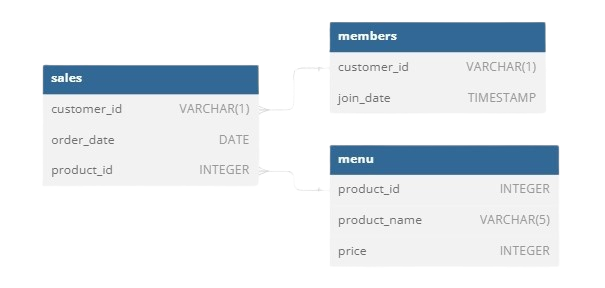 sales
customer_id VARCHAR(1)
order_date DATE
product_id INTEGER
members
customer_id VARCHAR(1)
join_date TIMESTAMP
menu
product_id INTEGER
product_name VARCHAR(5)
price INTEGER